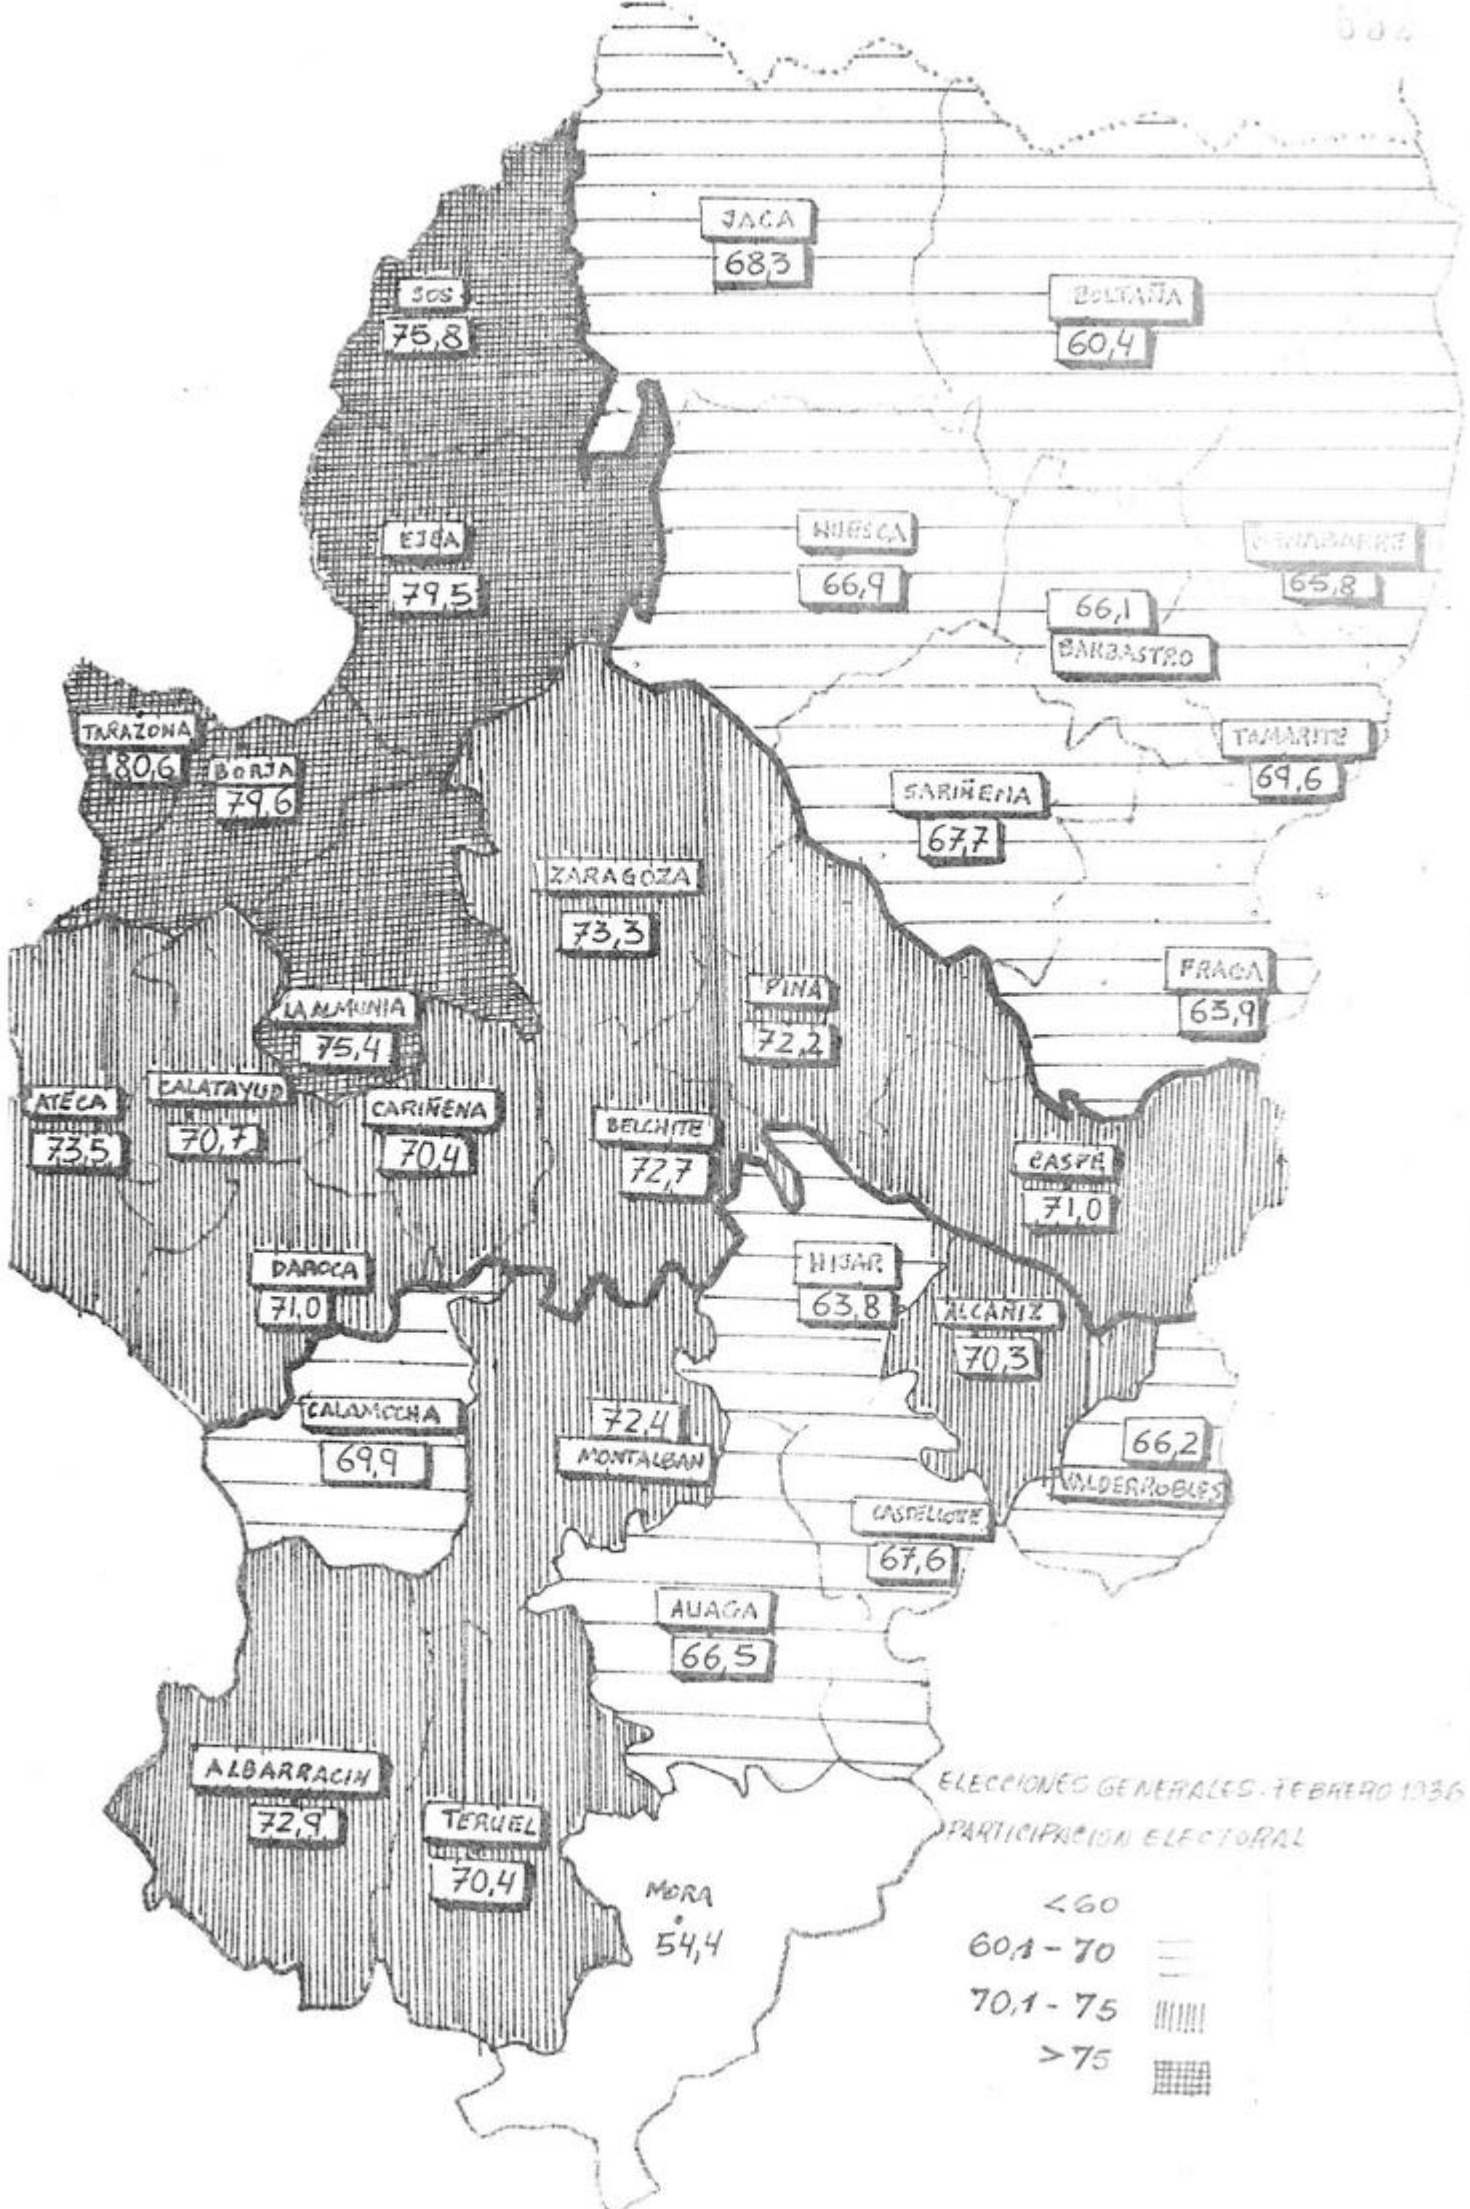 JACA
68,3
SOS
75,8
BOLTAÑA
60,4
EJEA
79,5
HUESCA
66,9
BENABARRE
65,8
66,1
BARBASTRO
TARAZONA
80,6
BORJA
79,6
TAMARITE
69,6
SARIÑENA
67,7
ZARAGOZA
73,3
FRAGA
63,9
PINA
72,2
LA ALMUNIA
75,4
ATECA
73,5
CALATAYUD
70,7
CARIÑENA
70,4
BELCHITE
72,7
CASPE
71,0
DAROCA
71,0
HIJAR
63,8
ALCAÑIZ
70,3
CALAMOCHA
69,9
72,4
MONTALBAN
66,2
VALDERROBLES
CASTELLOTE
67,6
ALIAGA
66,5
ALBARRACIN
72,9
TERUEL
70,4
MORA
54,4
ELECCIONES GENERALES. FEBRERO 1936
PARTICIPACION ELECTORAL
<60
60,1 - 70
70,1 - 75
>75